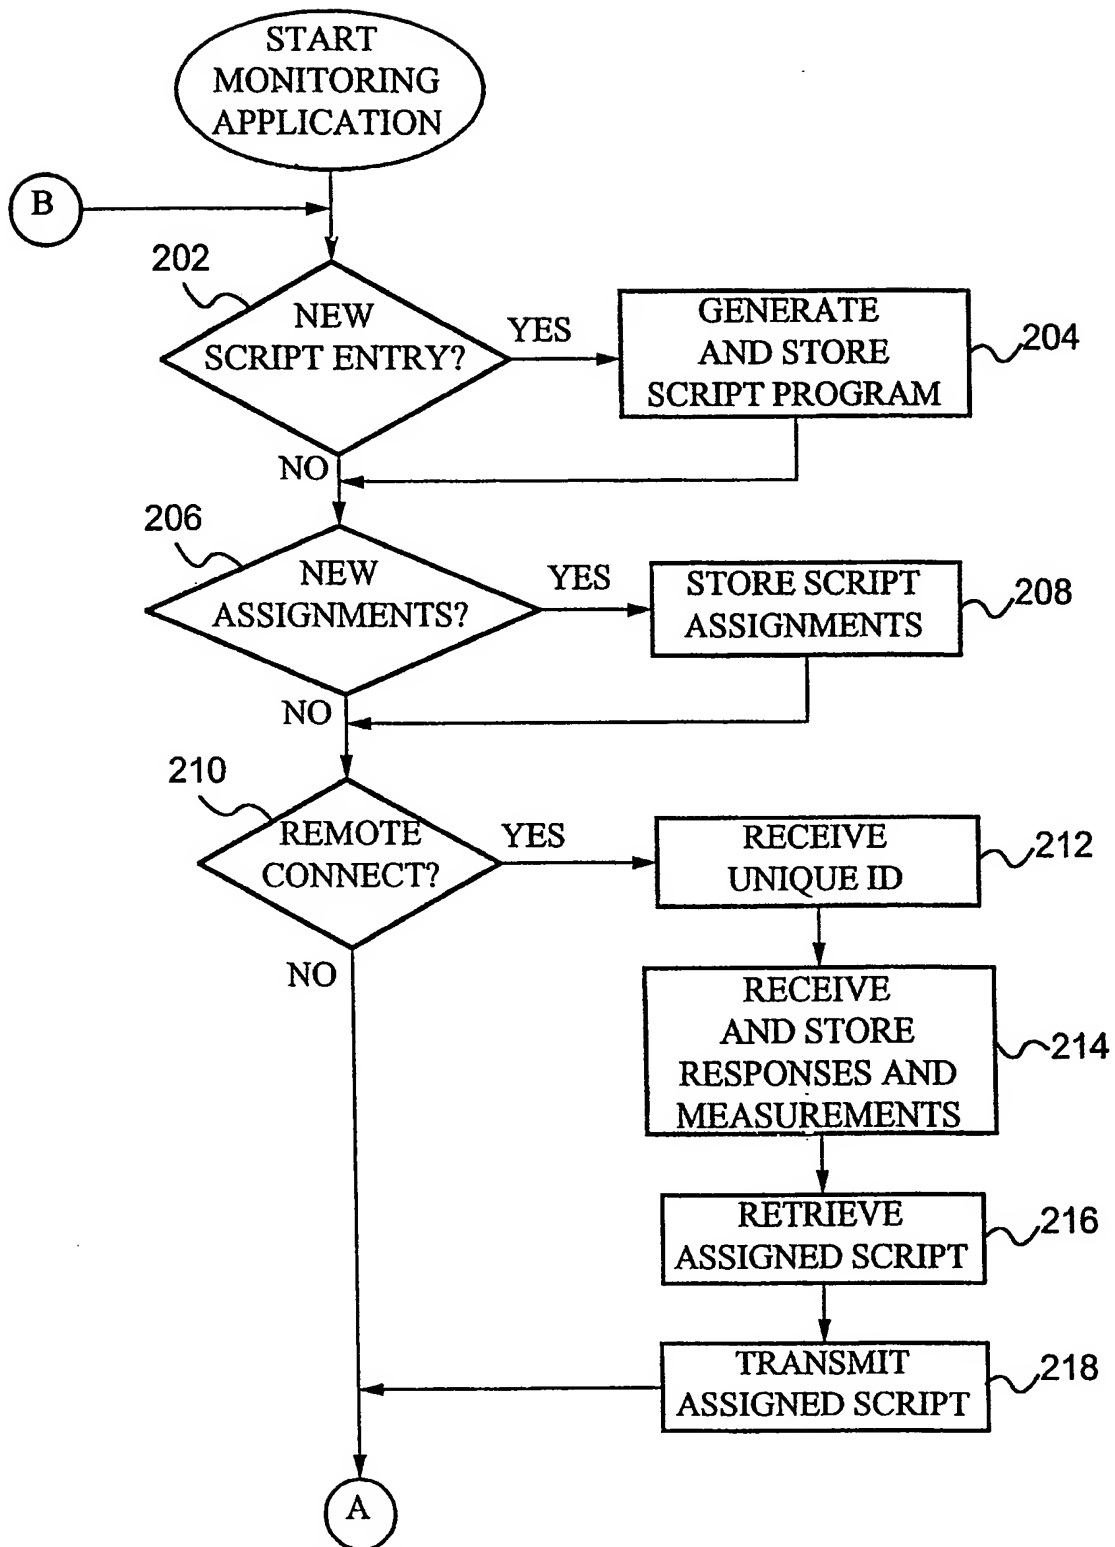 START
MONITORING
APPLICATION
B
202
NEW
SCRIPT ENTRY?
YES
GENERATE
AND STORE
SCRIPT PROGRAM
204
NO
206
NEW
ASSIGNMENTS?
YES
STORE SCRIPT
ASSIGNMENTS
208
NO
210
REMOTE
CONNECT?
YES
RECEIVE
UNIQUE ID
212
NO
RECEIVE
AND STORE
RESPONSES AND
MEASUREMENTS
214
RETRIEVE
ASSIGNED SCRIPT
216
TRANSMIT
ASSIGNED SCRIPT
218
A